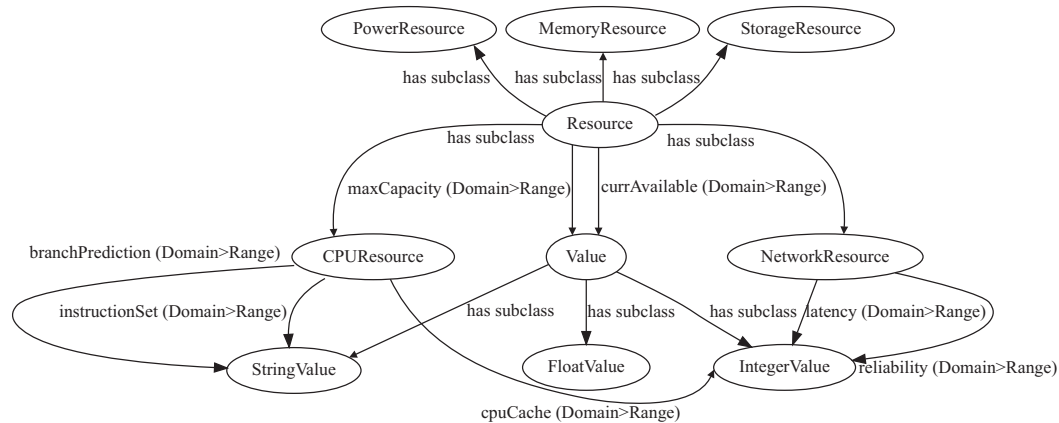 PowerResource MemoryResource StorageResource
has subclass has subclass has subclass
Resource
has subclass has subclass
maxCapacity (Domain>Range) currAvailable (Domain>Range)
branchPrediction (Domain>Range) CPUResource Value NetworkResource
instructionSet (Domain>Range) has subclass has subclass has subclass latency (Domain>Range)
StringValue FloatValue IntegerValue reliability (Domain>Range)
cpuCache (Domain>Range)